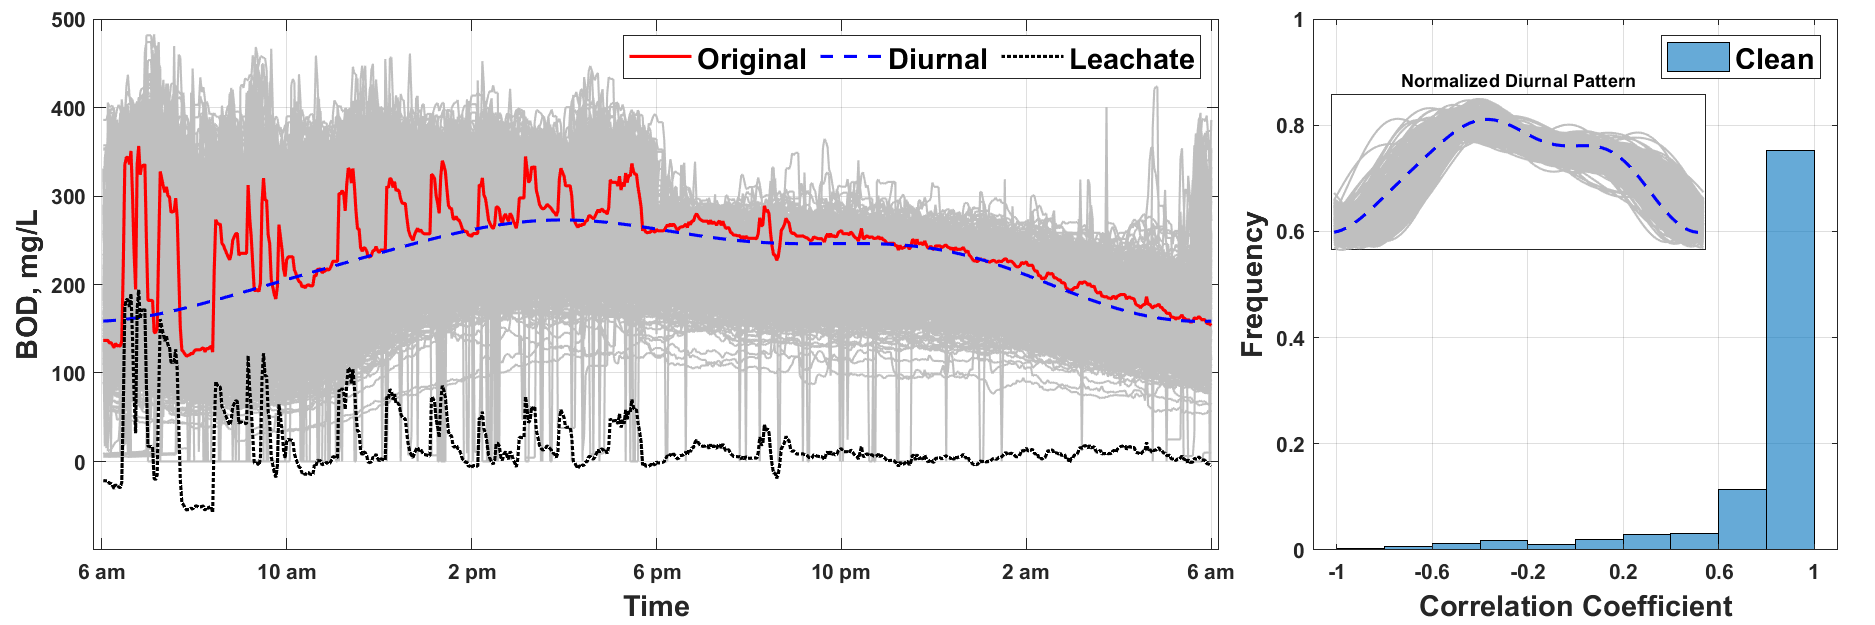 500
400
300
200
100
0
BOD, mg/L
Original Diurnal Leachate
6 am 10 am 2 pm 6 pm 10 pm 2 am 6 am
Time
1
0.8
0.6
0.4
0.2
0
Frequency
Clean
Normalized Diurnal Pattern
-1 -0.6 -0.2 0.2 0.6 1
Correlation Coefficient